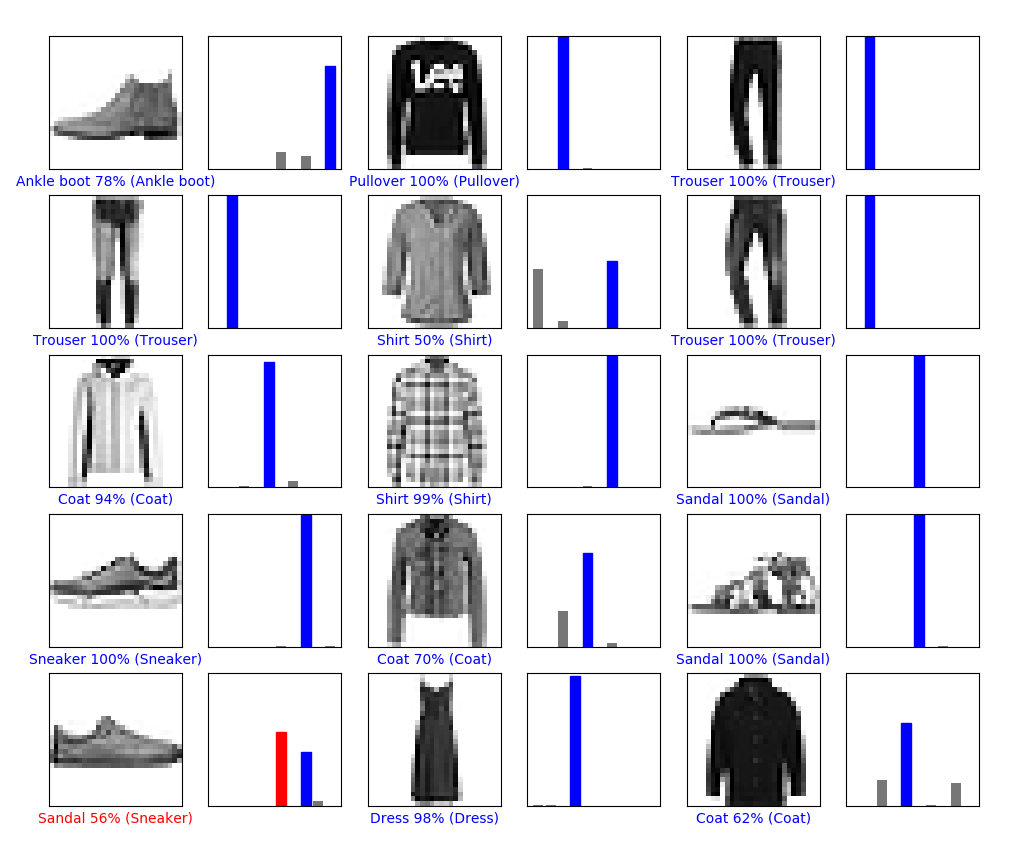 Lee
Ankle boot 78% (Ankle boot)
Pullover 100% (Pullover)
Trouser 100% (Trouser)
Trouser 100% (Trouser)
Shirt 50% (Shirt)
Trouser 100% (Trouser)
Coat 94% (Coat)
Shirt 99% (Shirt)
Sandal 100% (Sandal)
Sneaker 100% (Sneaker)
Coat 70% (Coat)
Sandal 100% (Sandal)
Sandal 56% (Sneaker)
Dress 98% (Dress)
Coat 62% (Coat)